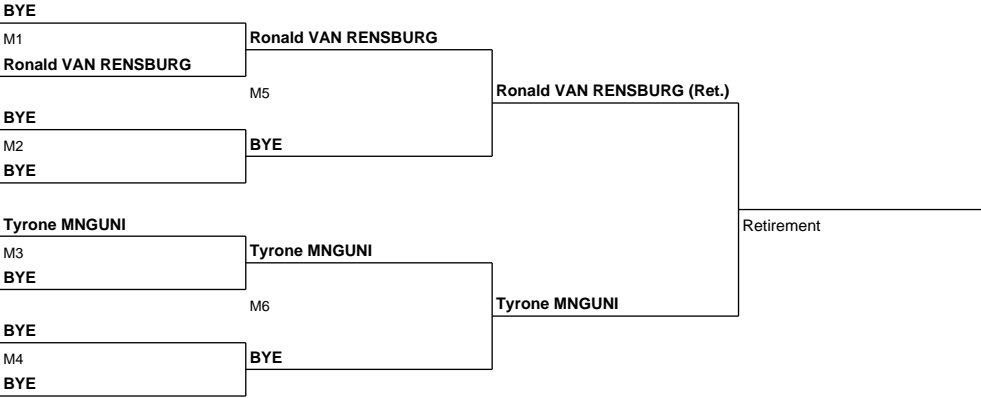 BYE
M1
Ronald VAN RENSBURG
Ronald VAN RENSBURG
M5
Ronald VAN RENSBURG (Ret.)
BYE
M2
BYE
BYE
Tyrone MNGUNI
Retirement
M3
Tyrone MNGUNI
BYE
M6
Tyrone MNGUNI
BYE
M4
BYE
BYE